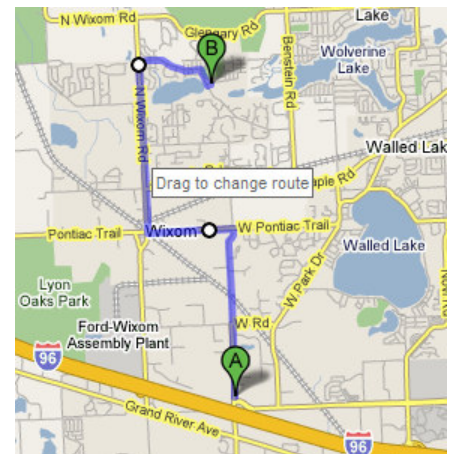 N Wixom Rd
Glengary Rd
Lake
B
Benstein Rd
Wolverine
Lake
N Wixom Rd
Walled Lak
Drag to change route
ple Rd
Pontiac Trail
Wixom
W Pontiac Trail
Walled Lake
W Park Dr
Lyon
Oaks Park
Ford-Wixom
Assembly Plant
W Rd
A
96
Grand River Ave
96